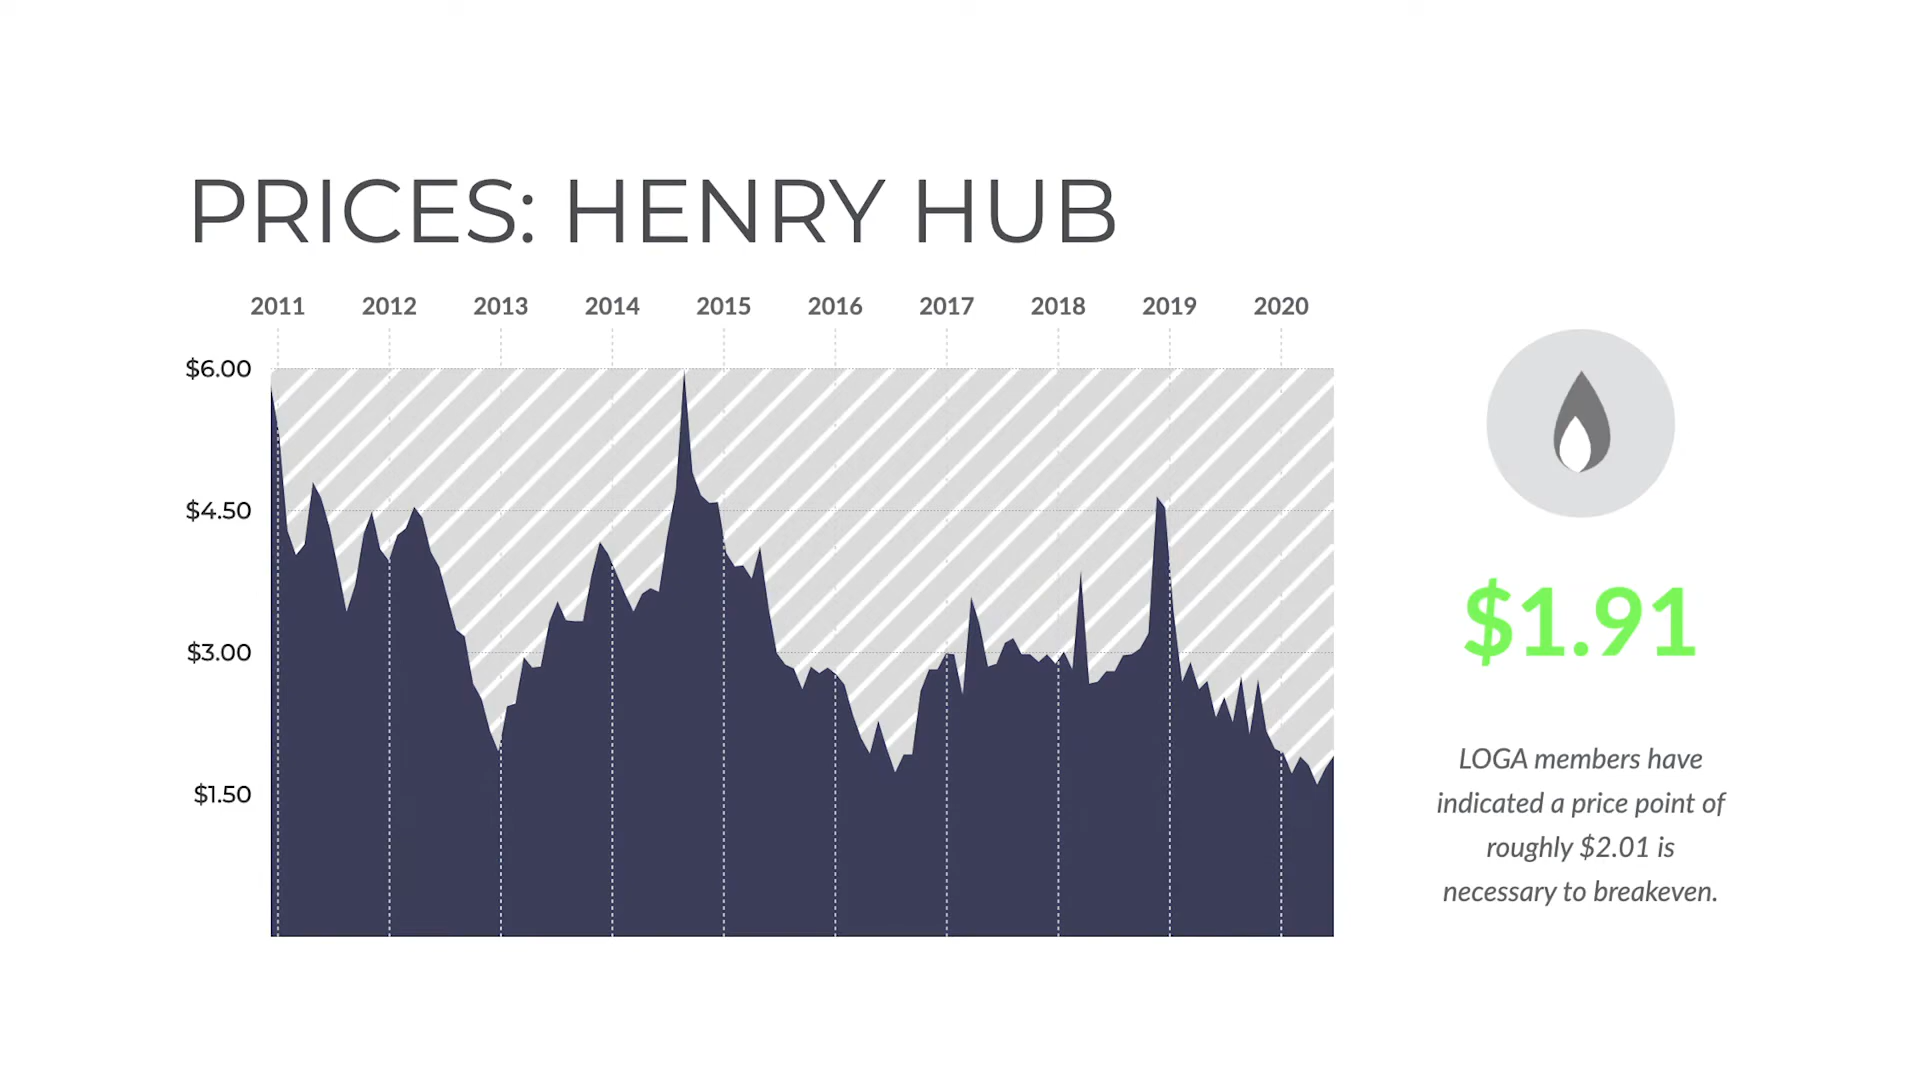 PRICES: HENRY HUB
2011 2012 2013 2014 2015 2016 2017 2018 2019 2020
$6.00
$4.50
$3.00
$1.50
$1.91
LOGA members have
indicated a price point of
roughly $2.01 is
necessary to breakeven.